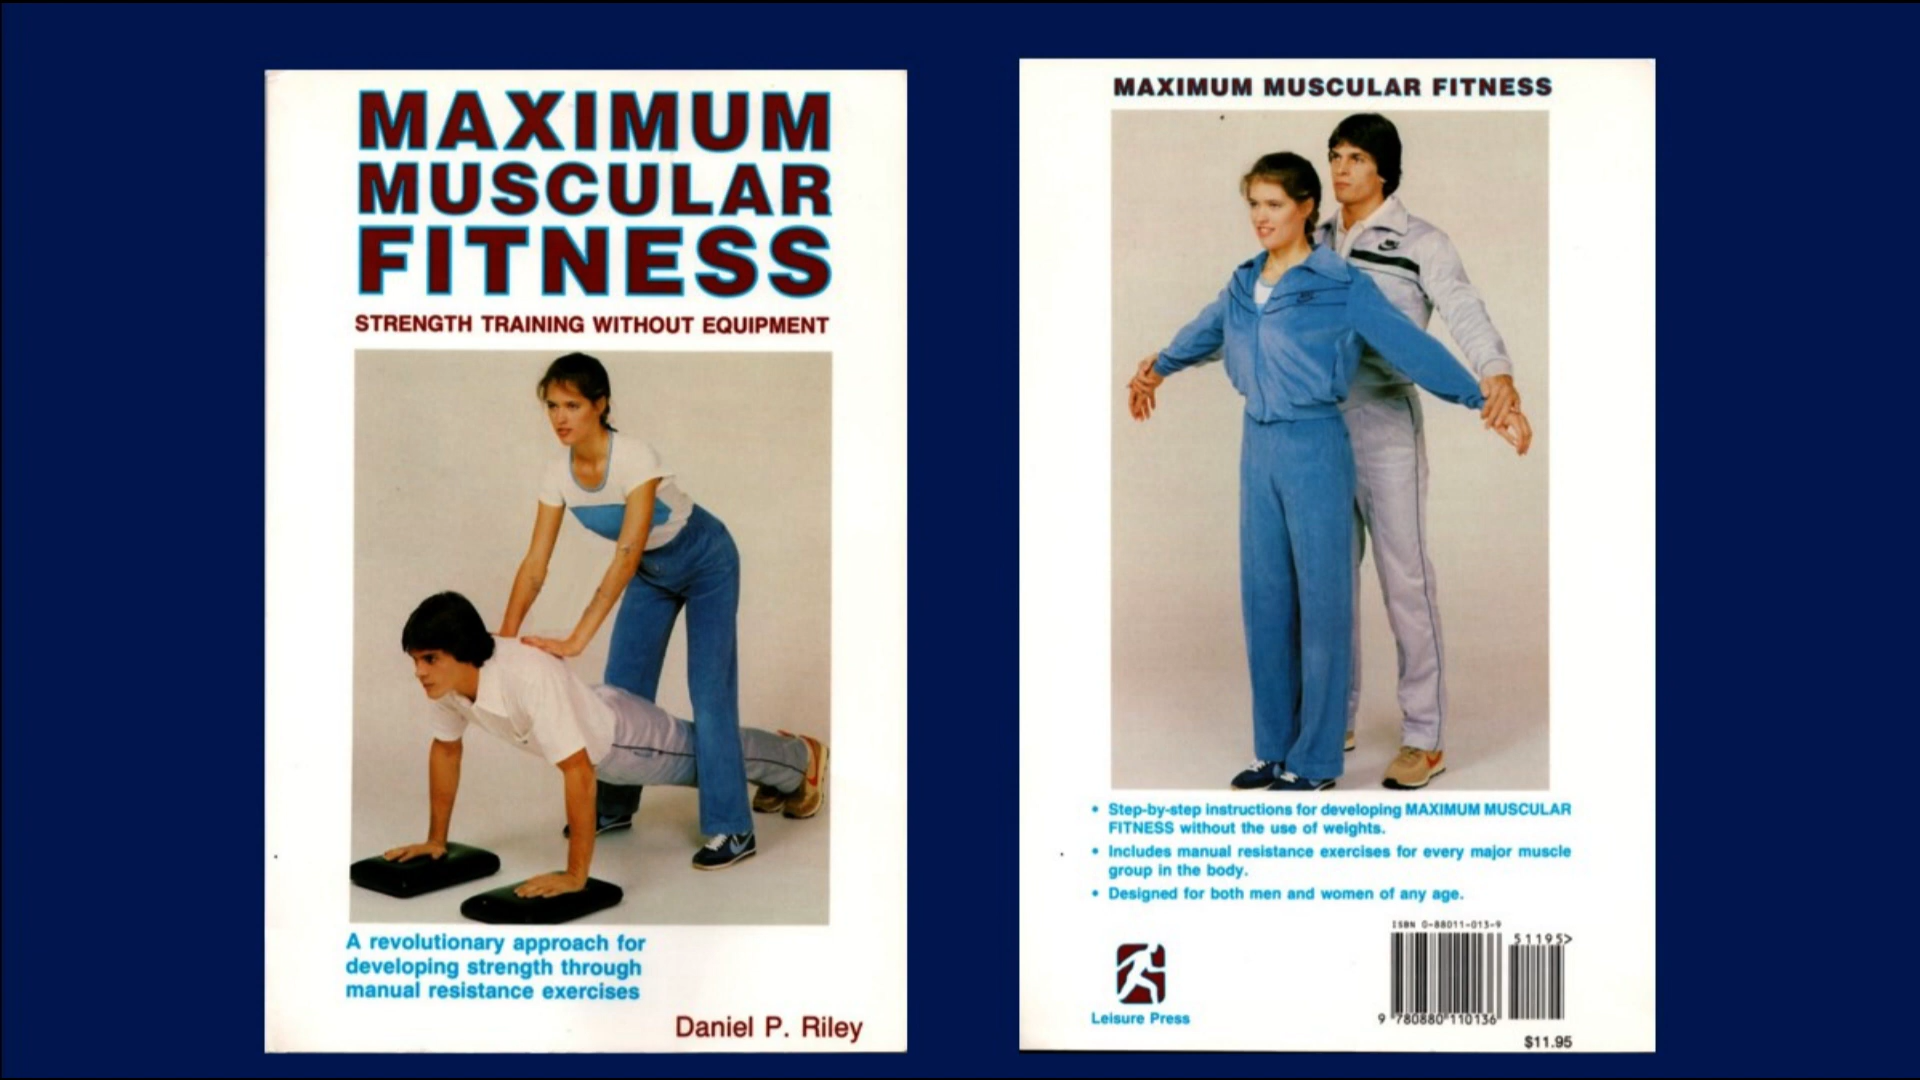 MAXIMUM
MUSCULAR
FITNESS
STRENGTH TRAINING WITHOUT EQUIPMENT
A revolutionary approach for
developing strength through
manual resistance exercises
Daniel P. Riley
MAXIMUM MUSCULAR FITNESS
• Step-by-step instructions for developing MAXIMUM MUSCULAR
FITNESS without the use of weights.
• Includes manual resistance exercises for every major muscle
group in the body.
• Designed for both men and women of any age.
ISBN 0-88011-013-9
51195>
9 780880 110136
Leisure Press
$11.95